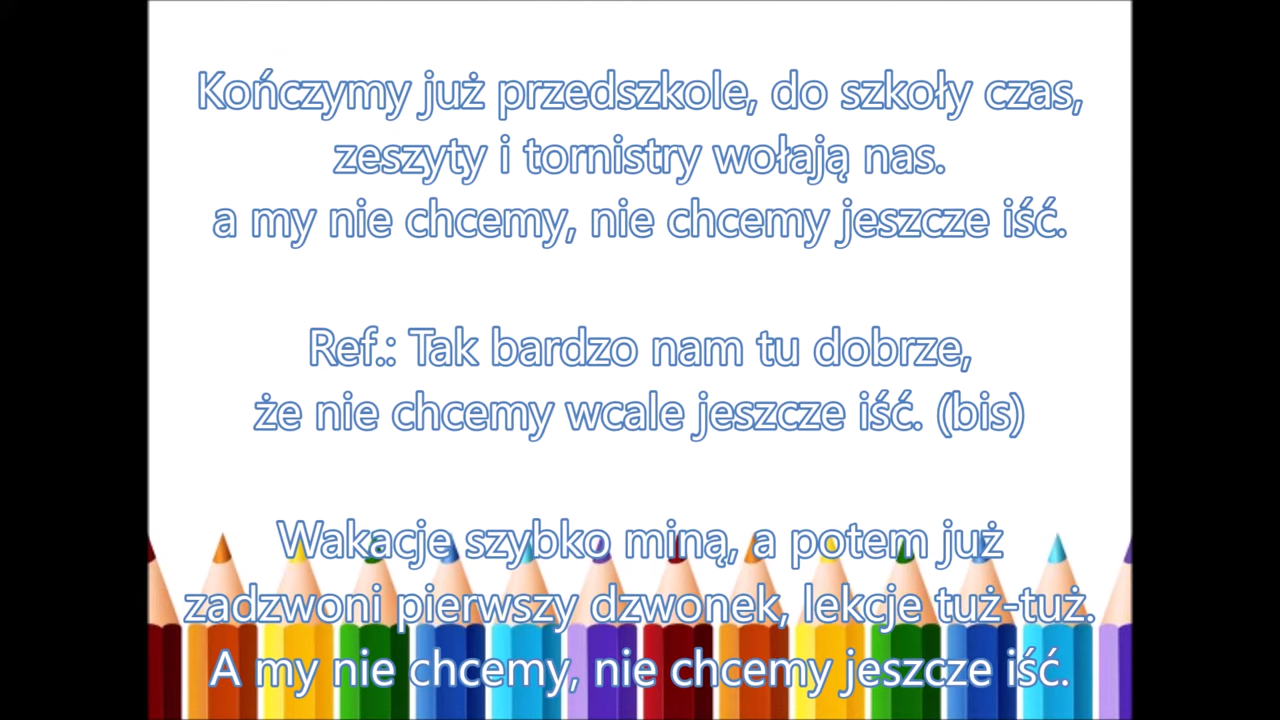 Kończymy już przedszkole, do szkoły czas,
zeszyty i tornistry wołają nas.
a my nie chcemy, nie chcemy jeszcze iść.
Ref.: Tak bardzo nam tu dobrze,
że nie chcemy wcale jeszcze iść. (bis)
Wakacje szybko miną, a potem już
zadzwoni pierwszy dzwonek, lekcje tuż-tuż.
A my nie chcemy, nie chcemy jeszcze iść.